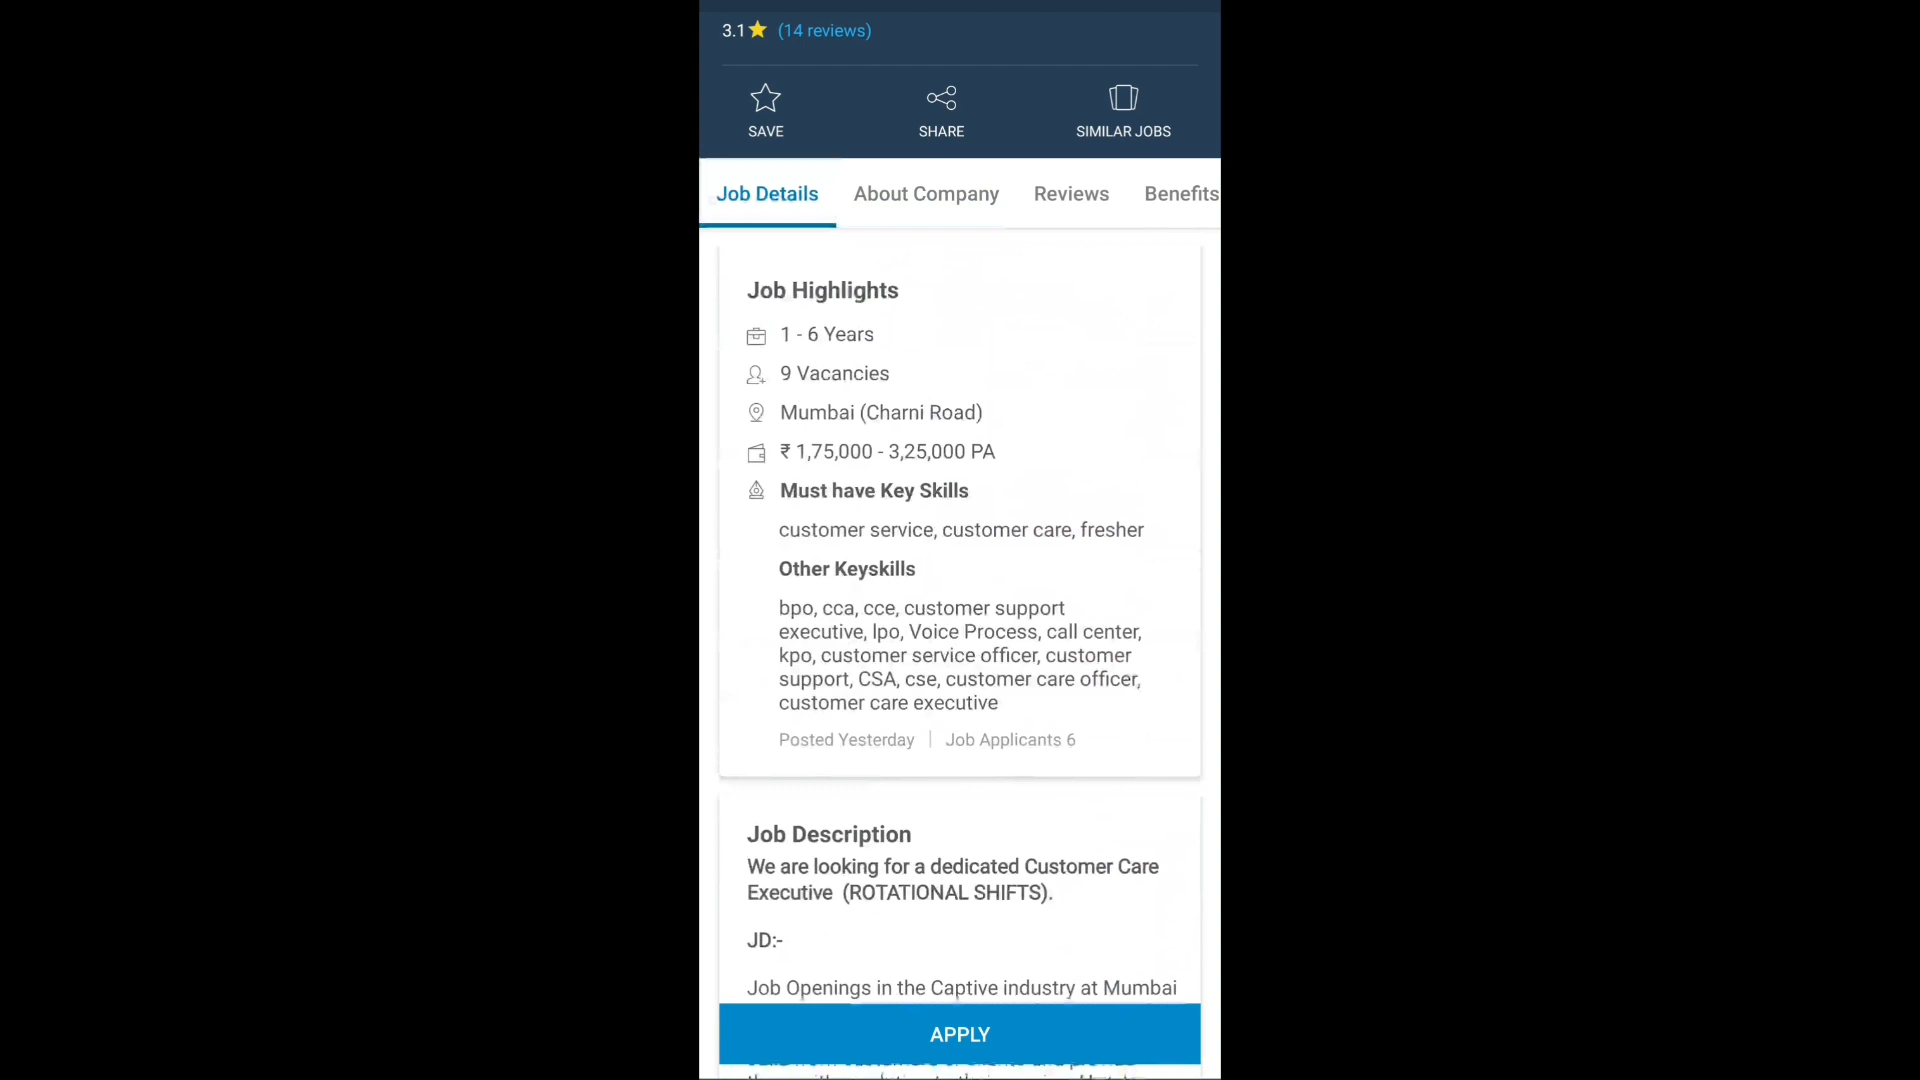 3.1 (14 reviews)
SAVE SHARE SIMILAR JOBS
Job Details About Company Reviews Benefits
Job Highlights
1 - 6 Years
9 Vacancies
Mumbai (Charni Road)
₹ 1,75,000 - 3,25,000 PA
Must have Key Skills
customer service, customer care, fresher
Other Keyskills
bpo, cca, cce, customer support
executive, lpo, Voice Process, call center,
kpo, customer service officer, customer
support, CSA, cse, customer care officer,
customer care executive
Posted Yesterday | Job Applicants 6
Job Description
We are looking for a dedicated Customer Care
Executive (ROTATIONAL SHIFTS).
JD:-
Job Openings in the Captive industry at Mumbai
APPLY